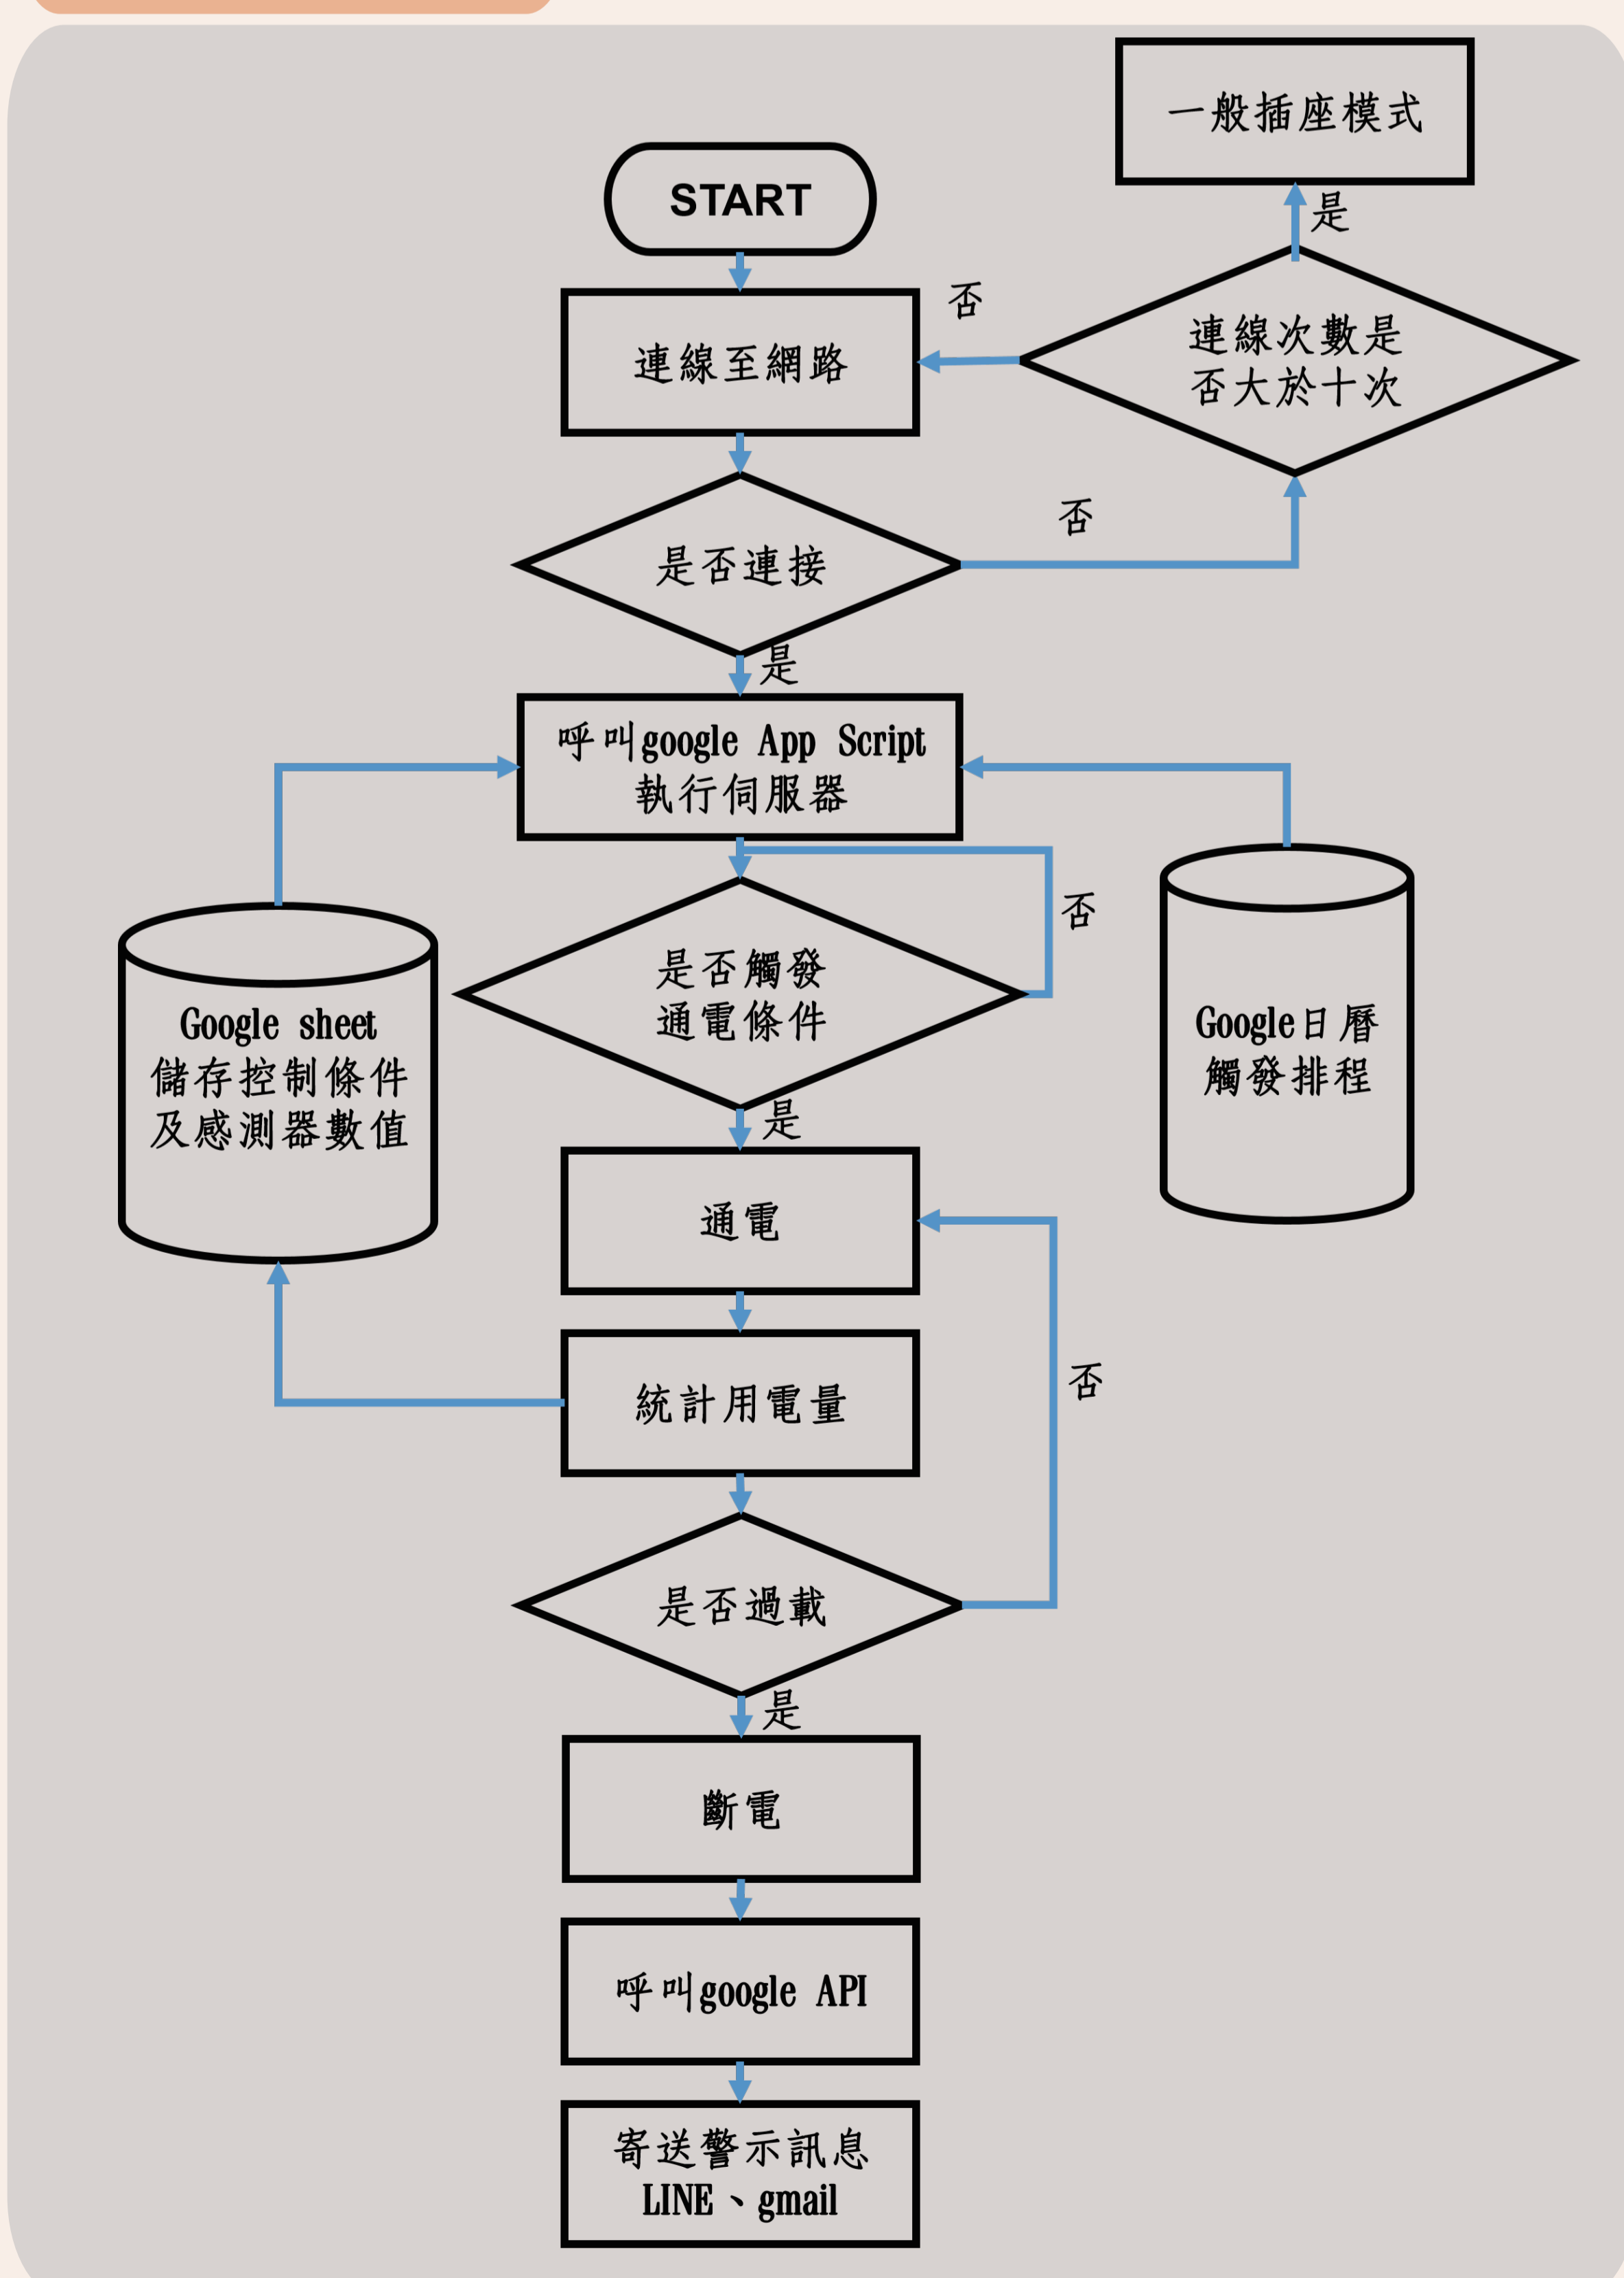 一般插座模式
START
是
否
連線至網路
連線次數是
否大於十次
是否連接
否
是
呼叫google App Script
執行伺服器
否
是否觸發
通電條件
Google sheet
儲存控制條件
及感測器數值
Google日曆
觸發排程
是
通電
統計用電量
否
是否過載
是
斷電
呼叫google API
寄送警示訊息
LINE、gmail